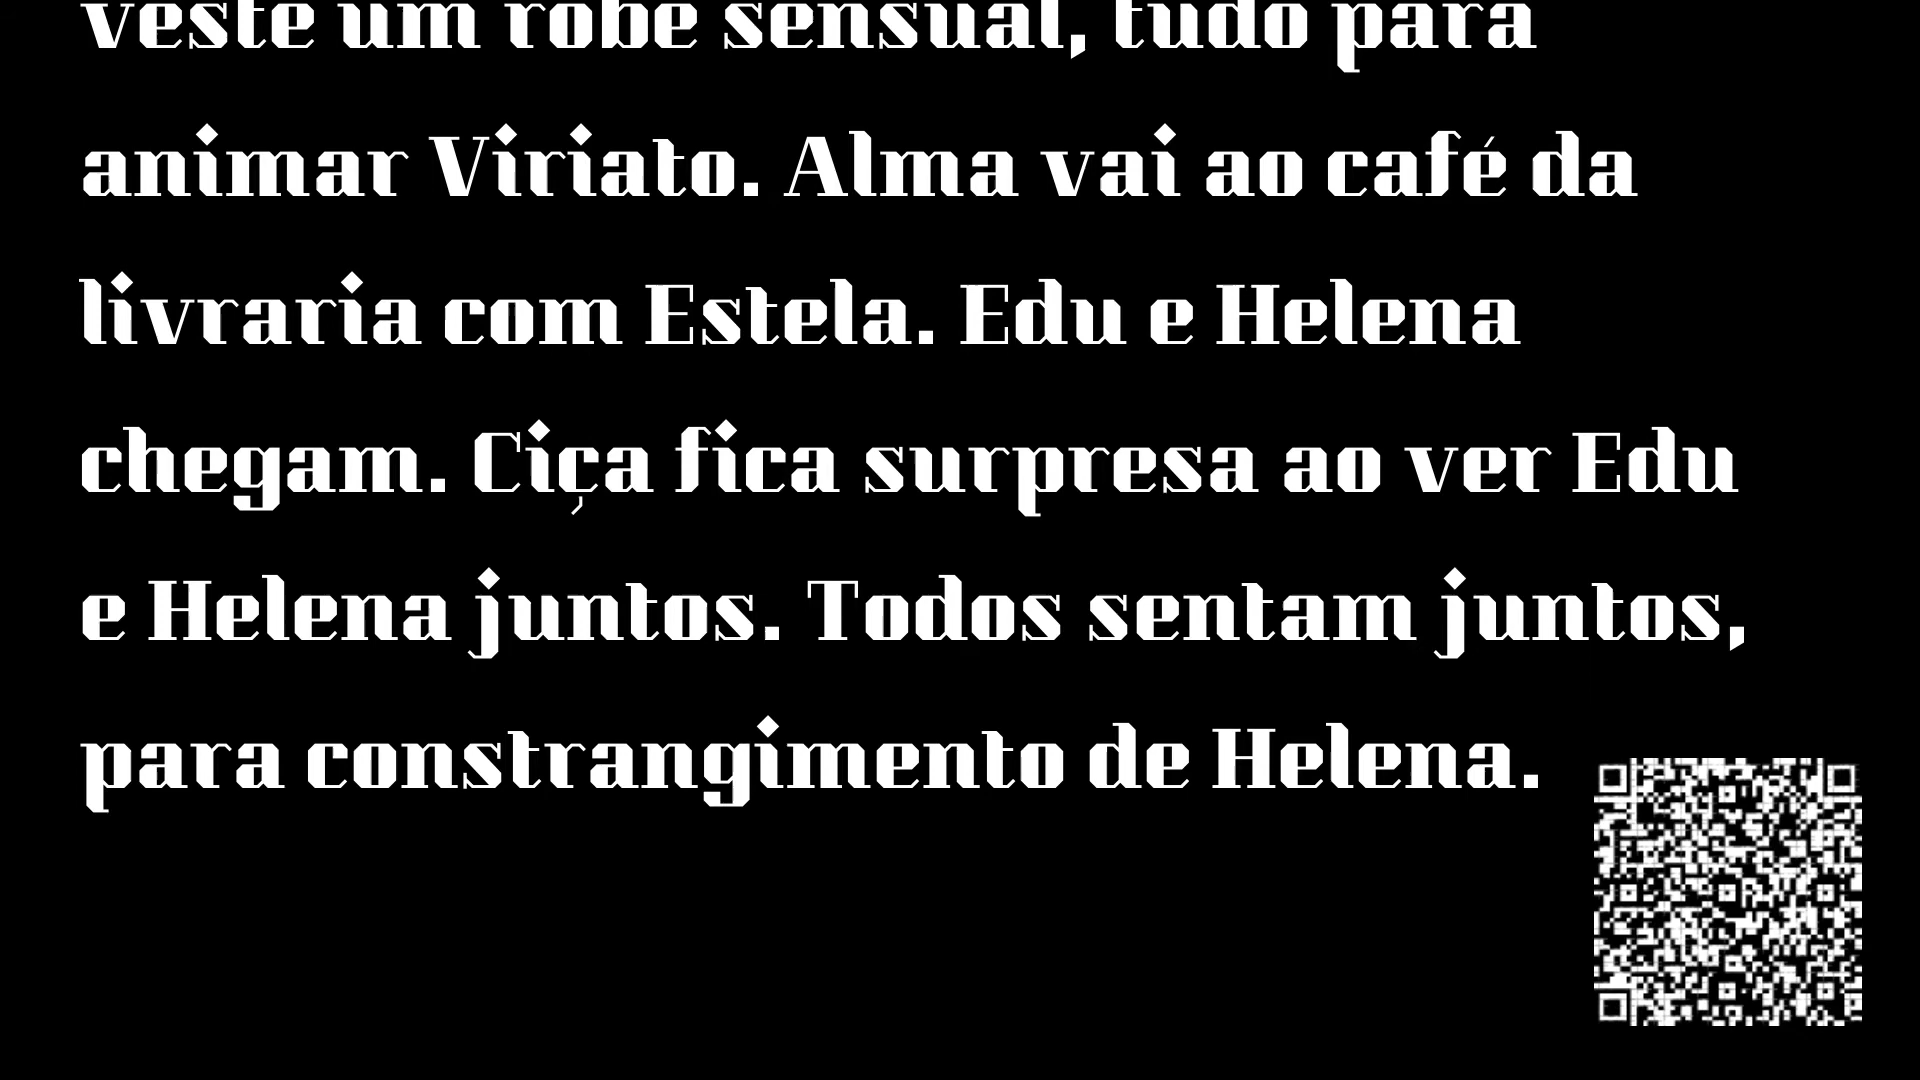 veste um robe sensual, tudo para
animar Viriato. Alma vai ao café da
livraria com Estela. Edu e Helena
chegam. Ciça fica surpresa ao ver Edu
e Helena juntos. Todos sentam juntos,
para constrangimento de Helena.